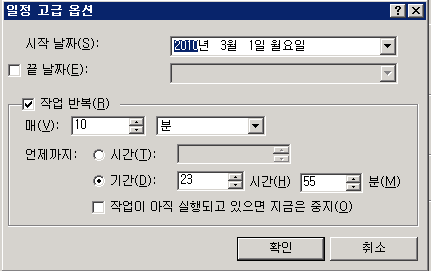 일정 고급 옵션
시작 날짜(S): 2010년 3월 1일 월요일
끝 날짜(E):
작업 반복(R)
매(V): 10 분
언제까지: 시간(T):
기간(D): 23 시간(H) 55 분(M)
작업이 아직 실행되고 있으면 지금은 중지(O)
확인 취소